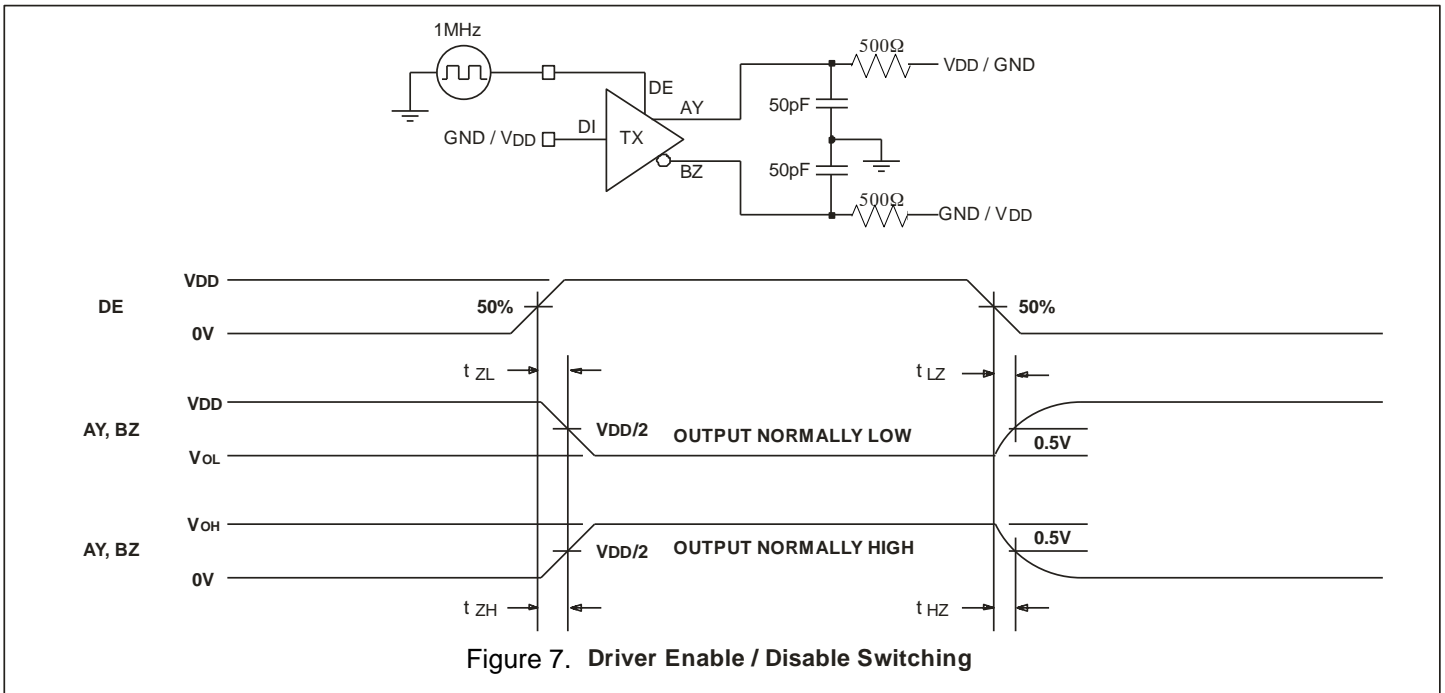 1MHz
500Ω
VDD / GND
DE
AY
50pF
GND / VDD
DI
TX
BZ
50pF
500Ω
GND / VDD
VDD
DE
50%
50%
0V
t ZL
t LZ
VDD
AY, BZ
VDD/2
OUTPUT NORMALLY LOW
0.5V
VOL
VOH
AY, BZ
VDD/2
OUTPUT NORMALLY HIGH
0.5V
0V
t ZH
t HZ
Figure 7. Driver Enable / Disable Switching